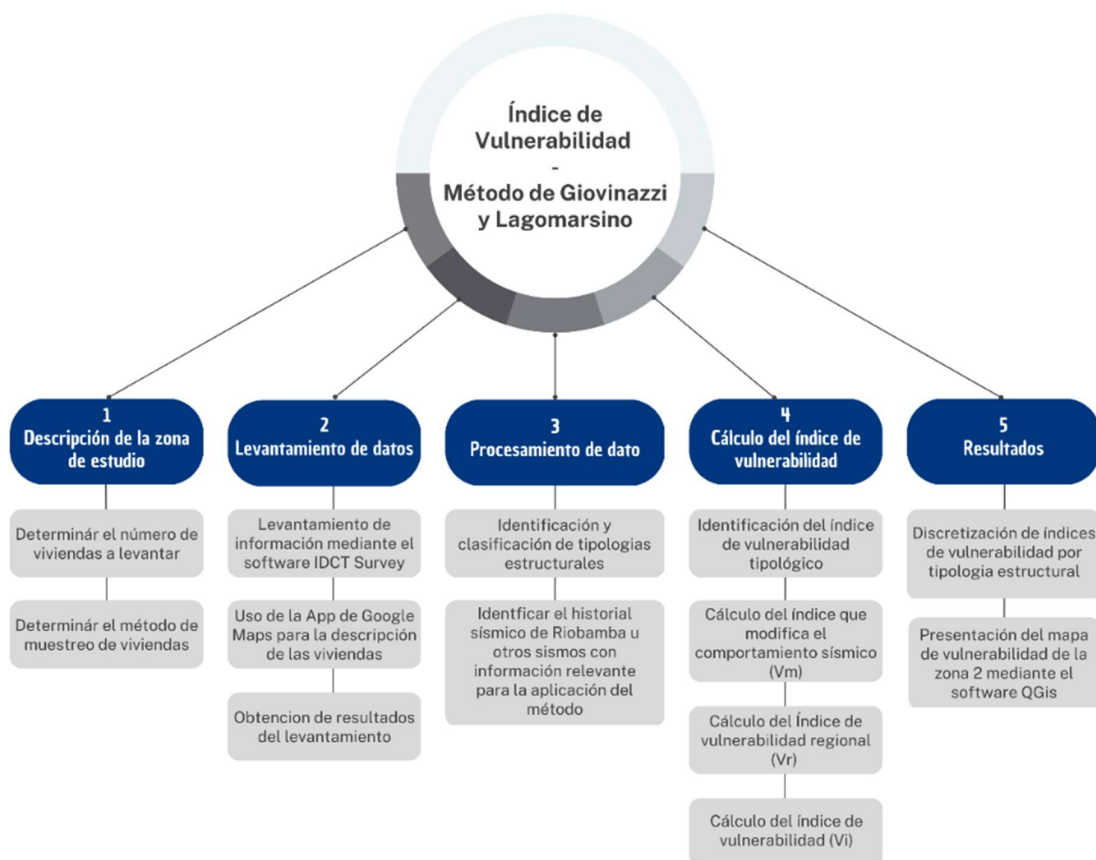 Índice de
Vulnerabilidad
-
Método de Giovinazzi
y Lagomarsino
1
Descripción de la zona
de estudio
Determinár el número de
viviendas a levantar
Determinár el método de
muestreo de viviendas
2
Levantamiento de datos
Levantamiento de
información mediante el
software IDCT Survey
Uso de la App de Google
Maps para la descripción
de las viviendas
Obtencion de resultados
del levantamiento
3
Procesamiento de dato
Identificación y
clasificación de tipologias
estructurales
Identficar el historial
sísmico de Riobamba u
otros sismos con
información relevante
para la aplicación del
método
4
Cálculo del índice de
vulnerabilidad
Identificación del índice
de vulnerabilidad
tipológico
Cálculo del índice que
modifica el
comportamiento sísmico
(Vm)
Cálculo del Índice de
vulnerabilidad regional
(Vr)
Cálculo del índice de
vulnerabilidad (Vi)
5
Resultados
Discretización de índices
de vulnerabilidad por
tipologia estructural
Presentación del mapa
de vulnerabilidad de la
zona 2 mediante el
software QGis